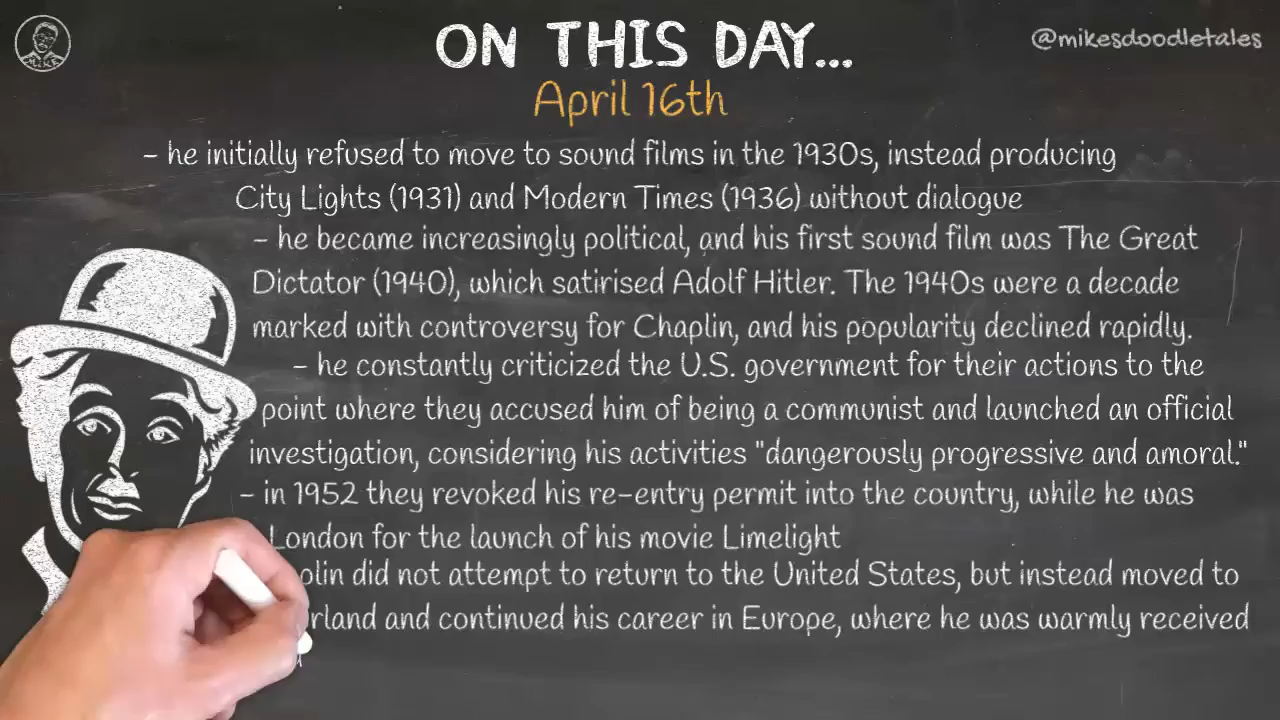 ON THIS DAY...
@mikesdoodletales
April 16th
MIKE
- he initially refused to move to sound films in the 1930s, instead producing
City Lights (1931) and Modern Times (1936) without dialogue
- he became increasingly political, and his first sound film was The Great
Dictator (1940), which satirised Adolf Hitler. The 1940s were a decade
marked with controversy for Chaplin, and his popularity declined rapidly.
- he constantly criticized the U.S. government for their actions to the
point where they accused him of being a communist and launched an official
investigation, considering his activities "dangerously progressive and amoral."
- in 1952 they revoked his re-entry permit into the country, while he was
London for the launch of his movie Limelight
did not attempt to return to the United States, but instead moved to
and continued his career in Europe, where he was warmly received